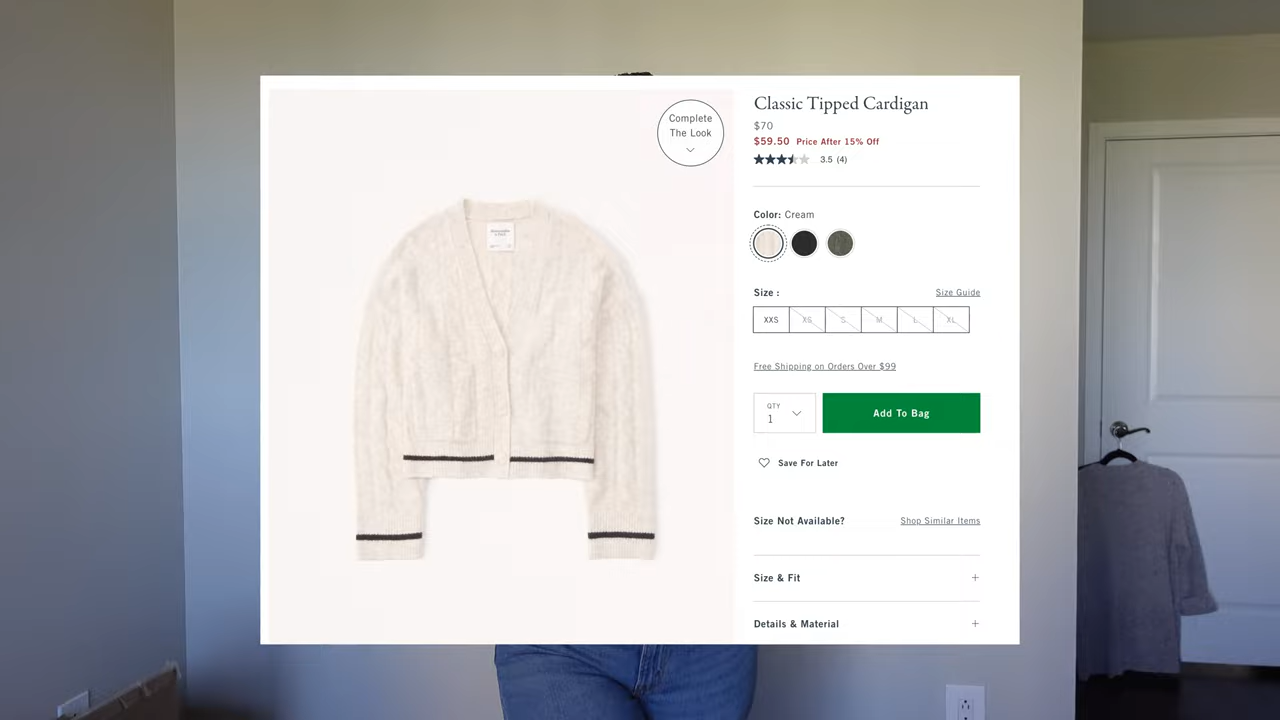 Complete
The Look
Classic Tipped Cardigan
$70
$59.50 Price After 15% Off
3.5 (4)
Color: Cream
Size :
Size Guide
XXS XS S M L XL
Free Shipping on Orders Over $99
QTY
1
Add To Bag
Save For Later
Size Not Available?
Shop Similar Items
Size & Fit +
Details & Material +